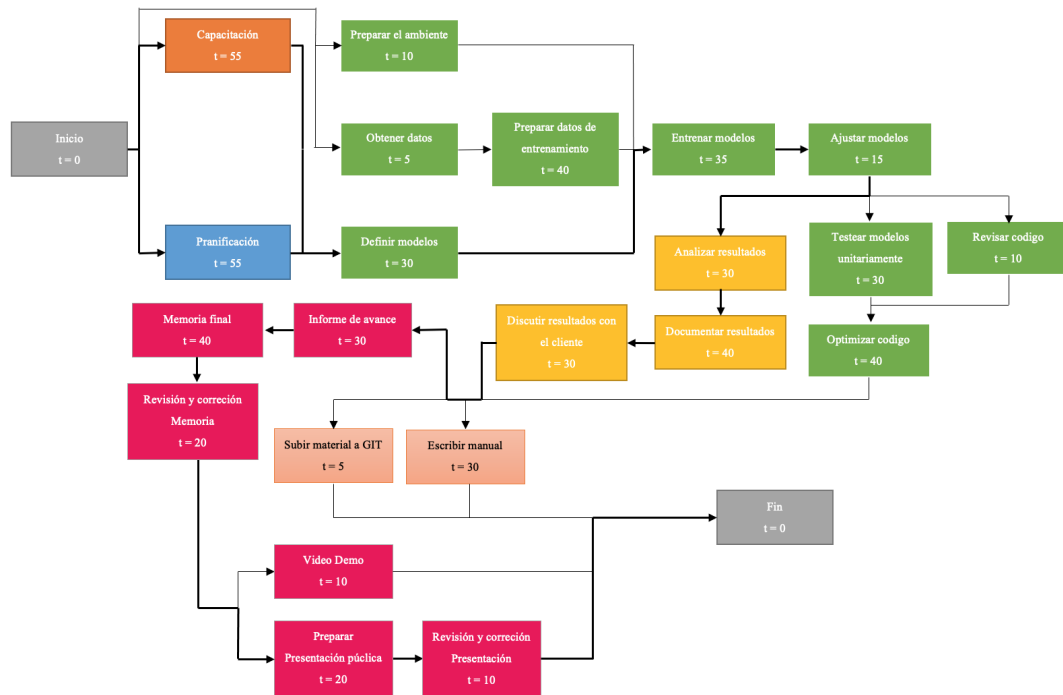 Capacitación
t = 55
Preparar el ambiente
t = 10
Inicio
t = 0
Obtener datos
t = 5
Preparar datos de
entrenamiento
t = 40
Entrenar modelos
t = 35
Ajustar modelos
t = 15
Pranificación
t = 55
Definir modelos
t = 30
Analizar resultados
t = 30
Testear modelos
unitariamente
t = 30
Revisar codigo
t = 10
Memoria final
t = 40
Informe de avance
t = 30
Discutir resultados con
el cliente
t = 30
Documentar resultados
t = 40
Optimizar codigo
t = 40
Revisión y correción
Memoria
t = 20
Subir material a GIT
t = 5
Escribir manual
t = 30
Fin
t = 0
Video Demo
t = 10
Preparar
Presentación púclica
t = 20
Revisión y correción
Presentación
t = 10